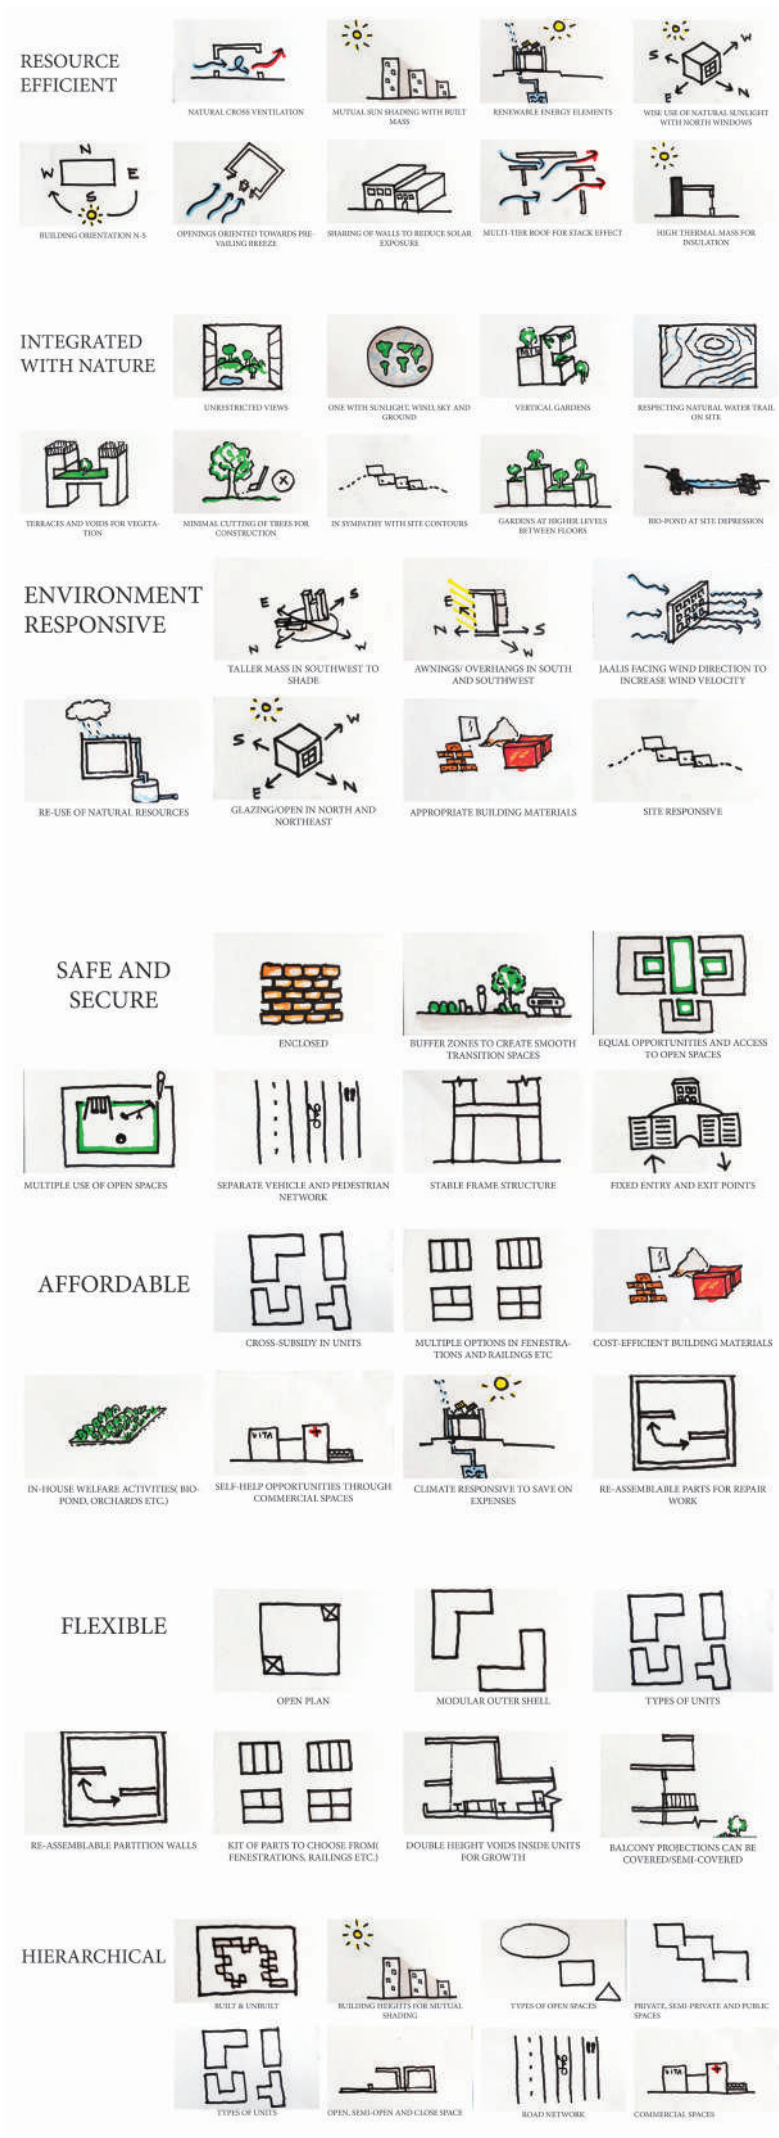 RESOURCE
EFFICIENT
NATURAL CROSS VENTILATION
MUTUAL SUN SHADING WITH BUILT
MASS
RENEWABLE ENERGY ELEMENTS
W
S
E
N
WISE USE OF NATURAL SUNLIGHT
WITH NORTH WINDOWS
N
W
E
S
BUILDING ORIENTATION N-S
OPENINGS ORIENTED TOWARDS PRE-
VAILING BREEZE
SHARING OF WALLS TO REDUCE SOLAR
EXPOSURE
MULTI-TIER ROOF FOR STACK EFFECT
HIGH THERMAL MASS FOR
INSULATION
INTEGRATED
WITH NATURE
UNRESTRICTED VIEWS
ONE WITH SUNLIGHT, WIND, SKY AND
GROUND
VERTICAL GARDENS
RESPECTING NATURAL WATER TRAIL
ON SITE
TERRACES AND VOIDS FOR VEGETA-
TION
MINIMAL CUTTING OF TREES FOR
CONSTRUCTION
IN SYMPATHY WITH SITE CONTOURS
GARDENS AT HIGHER LEVELS
BETWEEN FLOORS
BIO-POND AT SITE DEPRESSION
ENVIRONMENT
RESPONSIVE
E
S
N
W
TALLER MASS IN SOUTHWEST TO
SHADE
E
N
S
W
AWNINGS/ OVERHANGS IN SOUTH
AND SOUTHWEST
JAALIS FACING WIND DIRECTION TO
INCREASE WIND VELOCITY
RE-USE OF NATURAL RESOURCES
W
S
E
N
GLAZING/OPEN IN NORTH AND
NORTHEAST
APPROPRIATE BUILDING MATERIALS
SITE RESPONSIVE
SAFE AND
SECURE
ENCLOSED
BUFFER ZONES TO CREATE SMOOTH
TRANSITION SPACES
EQUAL OPPORTUNITIES AND ACCESS
TO OPEN SPACES
MULTIPLE USE OF OPEN SPACES
SEPARATE VEHICLE AND PEDESTRIAN
NETWORK
STABLE FRAME STRUCTURE
FIXED ENTRY AND EXIT POINTS
AFFORDABLE
CROSS-SUBSIDY IN UNITS
MULTIPLE OPTIONS IN FENESTRA-
TIONS AND RAILINGS ETC
COST-EFFICIENT BUILDING MATERIALS
IN-HOUSE WELFARE ACTIVITIES( BIO-
POND, ORCHARDS ETC.)
SELF-HELP OPPORTUNITIES THROUGH
COMMERCIAL SPACES
CLIMATE RESPONSIVE TO SAVE ON
EXPENSES
RE-ASSEMBLABLE PARTS FOR REPAIR
WORK
FLEXIBLE
OPEN PLAN
MODULAR OUTER SHELL
TYPES OF UNITS
RE-ASSEMBLABLE PARTITION WALLS
KIT OF PARTS TO CHOOSE FROM(
FENESTRATIONS, RAILINGS ETC.)
DOUBLE HEIGHT VOIDS INSIDE UNITS
FOR GROWTH
BALCONY PROJECTIONS CAN BE
COVERED/SEMI-COVERED
HIERARCHICAL
BUILT & UNBUILT
BUILDING HEIGHTS FOR MUTUAL
SHADING
TYPES OF OPEN SPACES
PRIVATE, SEMI-PRIVATE AND PUBLIC
SPACES
TYPES OF UNITS
OPEN, SEMI-OPEN AND CLOSE SPACE
ROAD NETWORK
COMMERCIAL SPACES